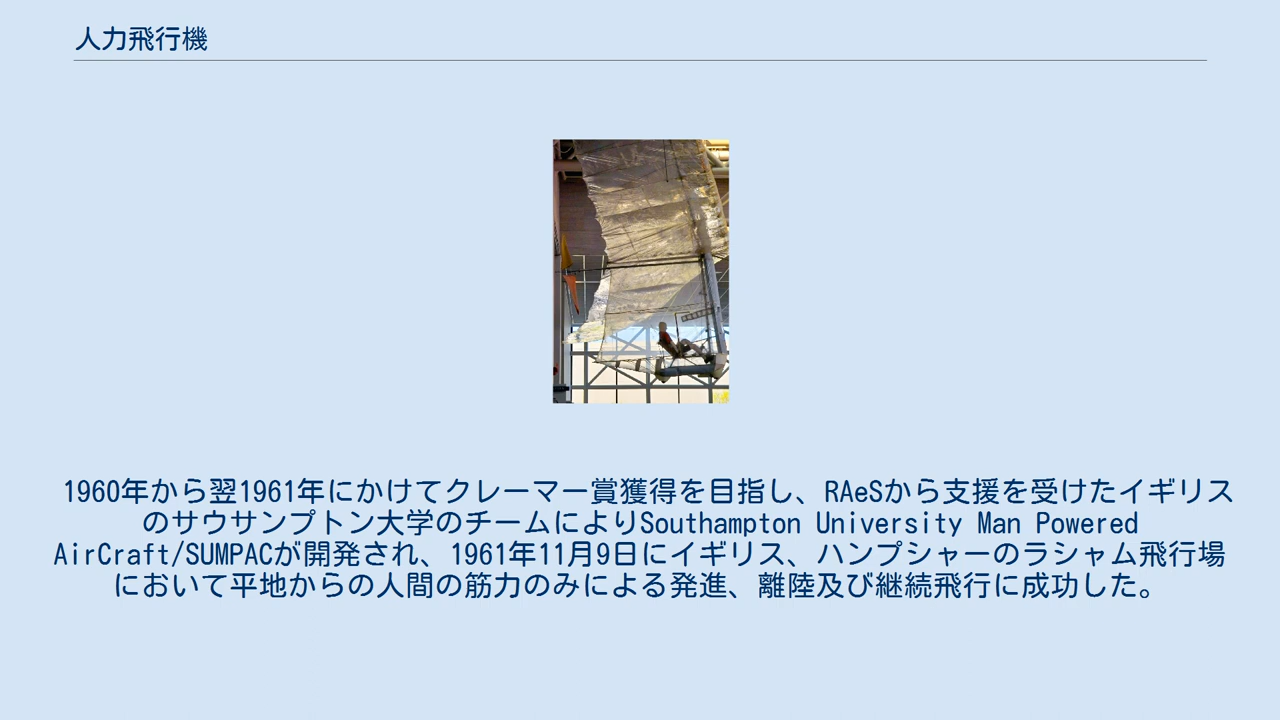 人力飛行機
1960年から翌1961年にかけてクレーマー賞獲得を目指し、RAeSから支援を受けたイギリス
のサウサンプトン大学のチームによりSouthampton University Man Powered
AirCraft/SUMPACが開発され、1961年11月9日にイギリス、ハンプシャーのラシャム飛行場
において平地からの人間の筋力のみによる発進、離陸及び継続飛行に成功した。